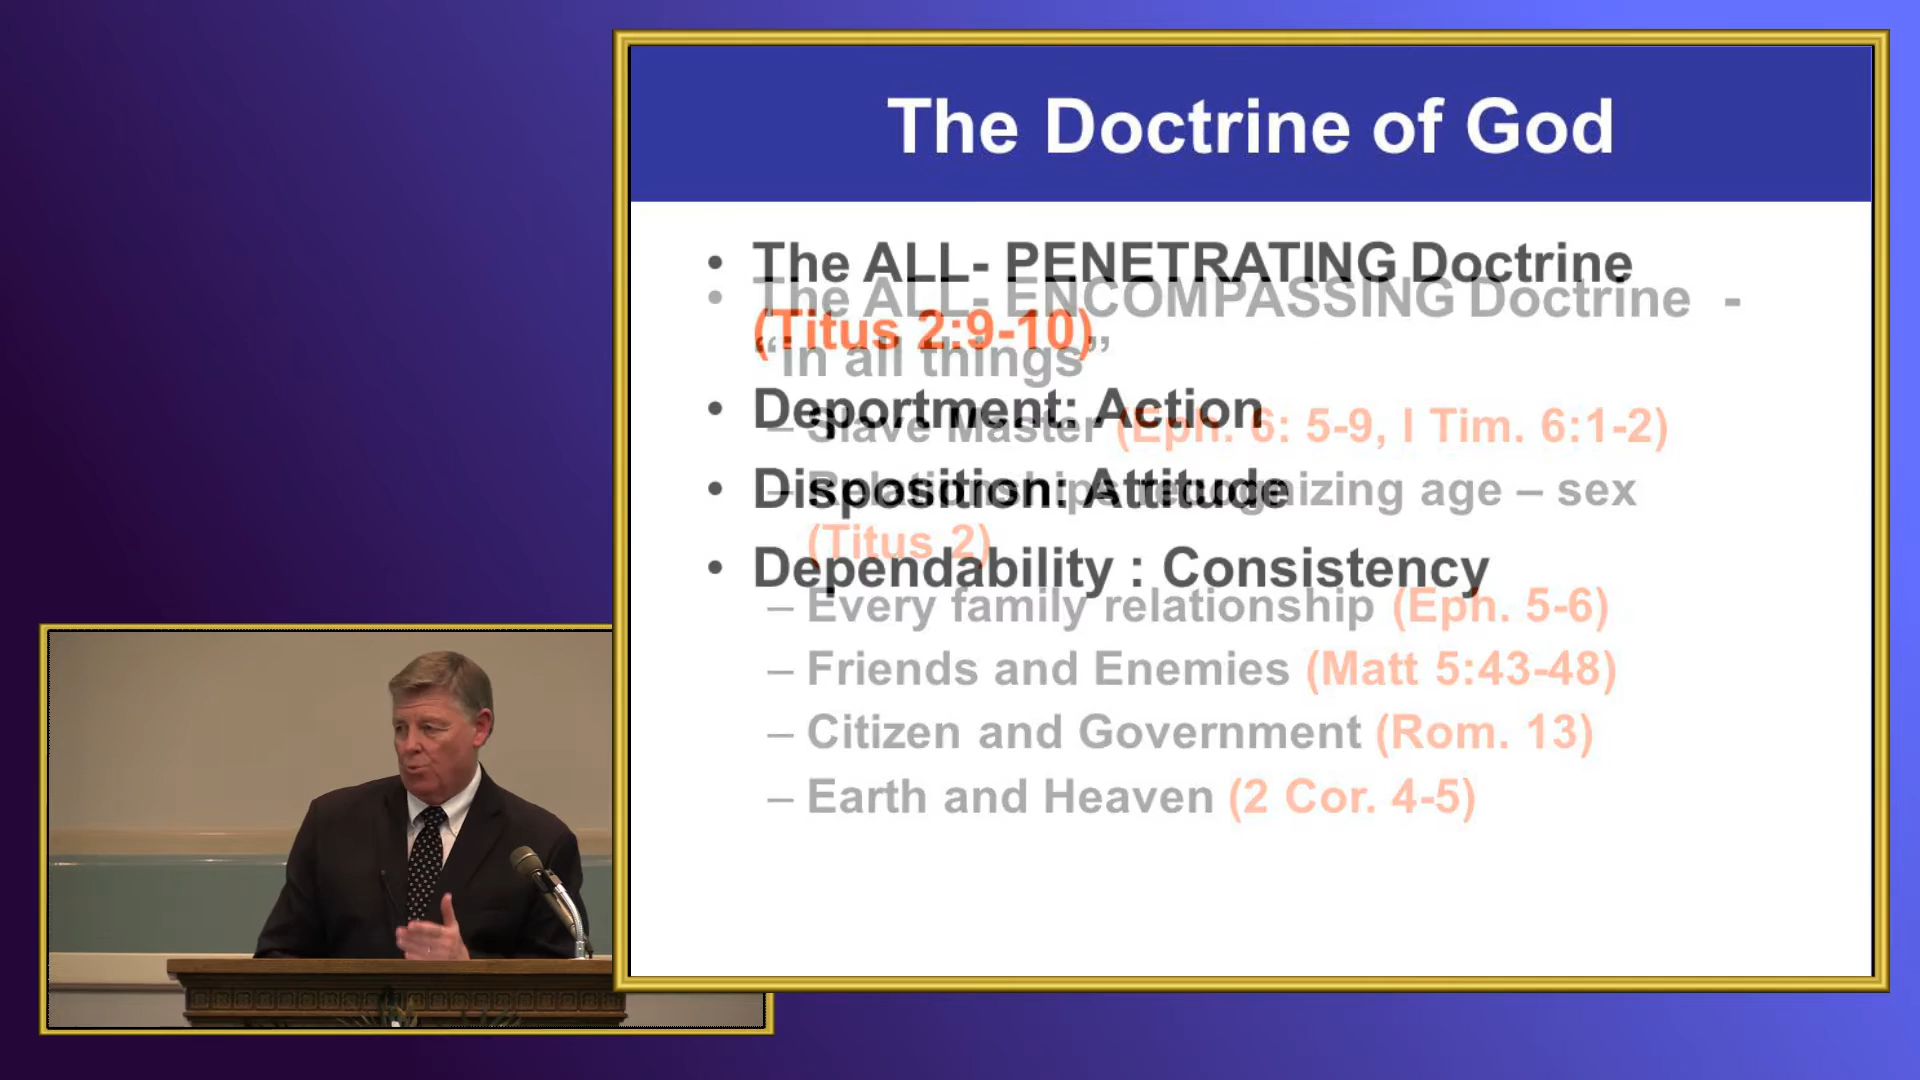 The Doctrine of God
• The ALL- PENETRATING Doctrine
(Titus 2:9-10)
• Deportment: Action
• Disposition: Attitude
• Dependability : Consistency
• The ALL- ENCOMPASSING Doctrine -
“In all things”
– Slave Master (Eph. 6: 5-9, I Tim. 6:1-2)
– Relationships recognizing age – sex
(Titus 2)
– Every family relationship (Eph. 5-6)
– Friends and Enemies (Matt 5:43-48)
– Citizen and Government (Rom. 13)
– Earth and Heaven (2 Cor. 4-5)